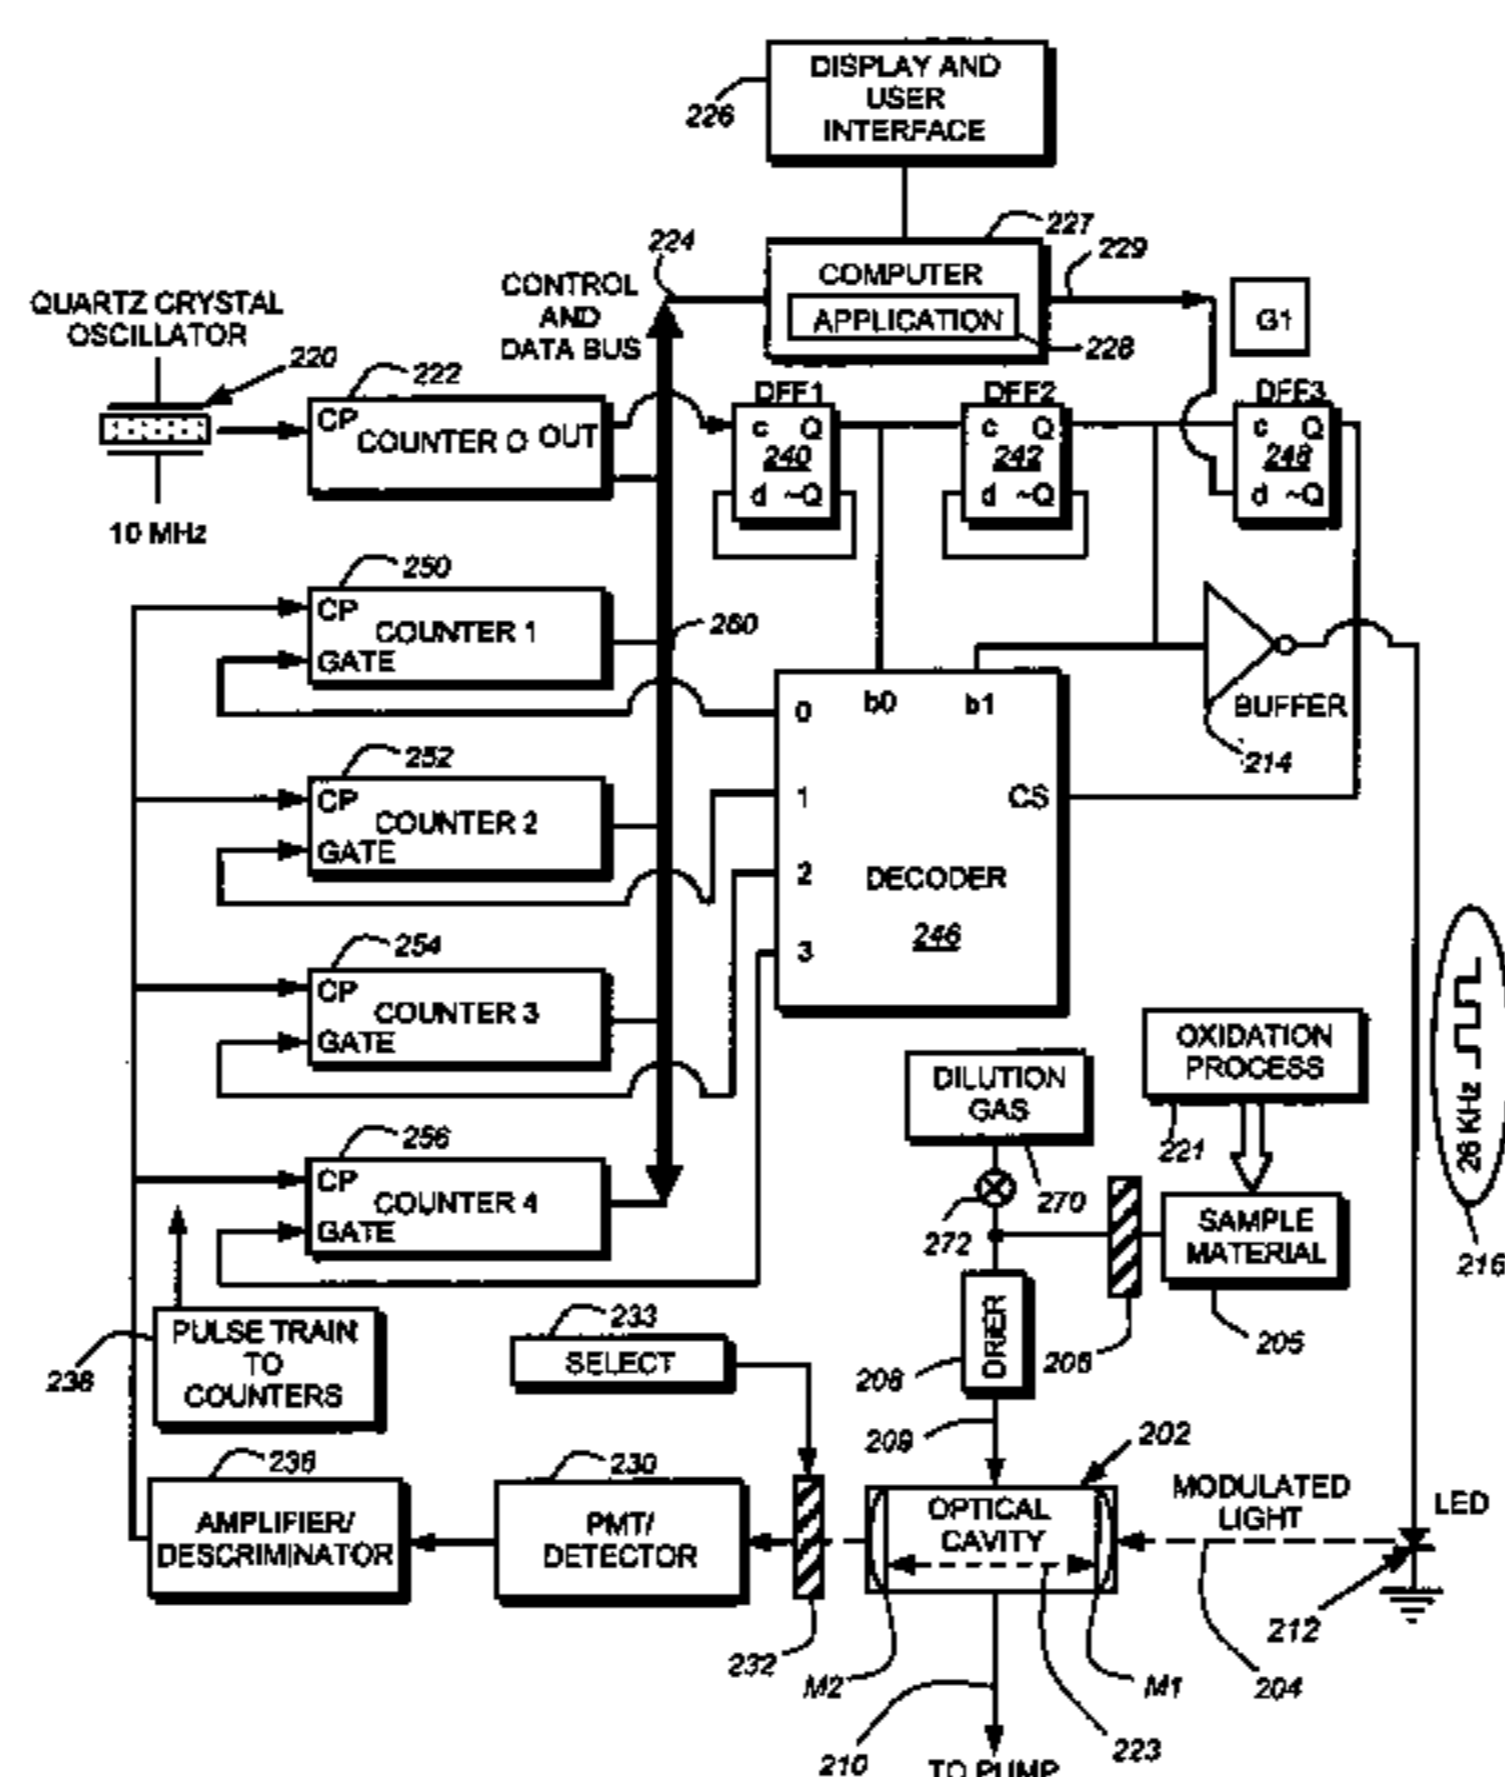 DISPLAY AND
USER
INTERFACE
226
227
224
229
COMPUTER
APPLICATION
228
G1
CONTROL
AND
DATA BUS
QUARTZ CRYSTAL
OSCILLATOR
220
10 MHz
222
CP
COUNTER O OUT
DFF1
c Q
240
d ~Q
DFF2
c Q
242
d ~Q
DFF3
c Q
248
d ~Q
250
CP
COUNTER 1
GATE
260
252
CP
COUNTER 2
GATE
254
CP
COUNTER 3
GATE
256
CP
COUNTER 4
GATE
b0 b1
0
1
2
3
CS
DECODER
246
BUFFER
214
26 KHz
216
OXIDATION
PROCESS
221
DILUTION
GAS
270
272
SAMPLE
MATERIAL
205
206
DRIER
208
209
PULSE TRAIN
TO
COUNTERS
238
233
SELECT
236
AMPLIFIER/
DESCRIMINATOR
230
PMT/
DETECTOR
232
202
OPTICAL
CAVITY
M2
M1
MODULATED
LIGHT
204
LED
212
210
223
TO PUMP